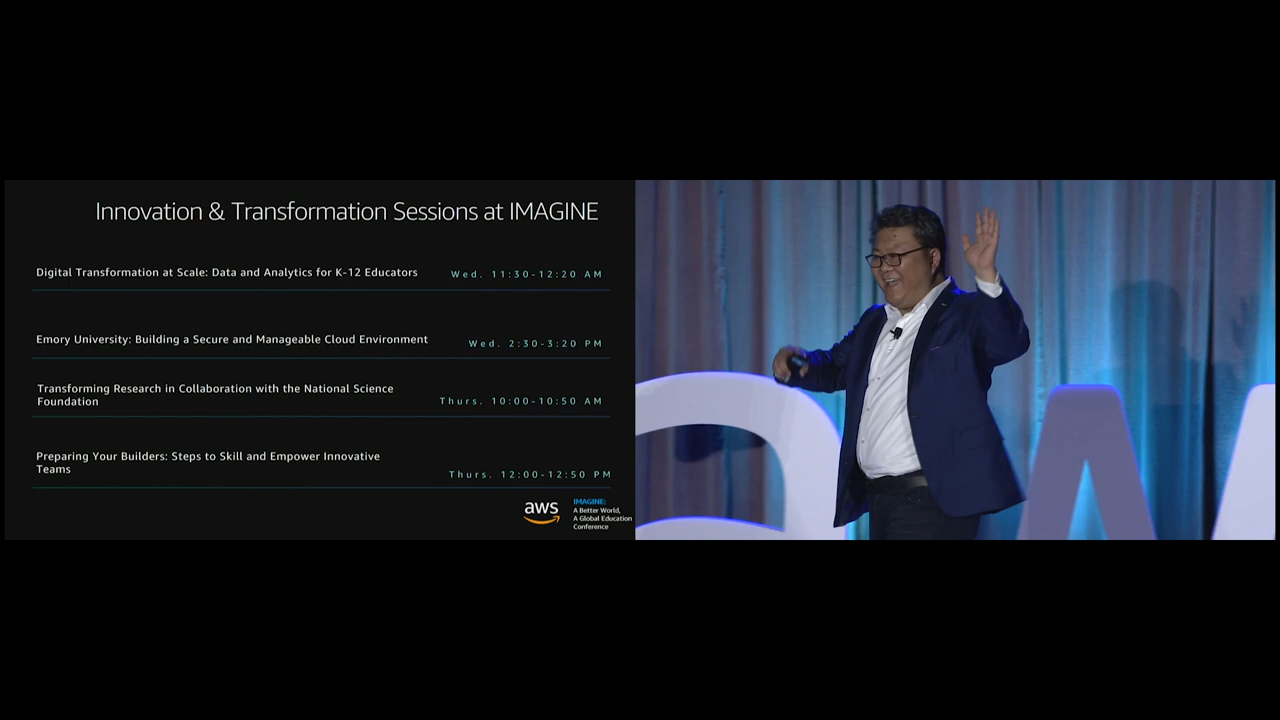 Innovation & Transformation Sessions at IMAGINE
Digital Transformation at Scale: Data and Analytics for K-12 Educators
Wed. 11:30-12:20 AM
Emory University: Building a Secure and Manageable Cloud Environment
Wed. 2:30-3:20 PM
Transforming Research in Collaboration with the National Science
Foundation
Thurs. 10:00-10:50 AM
Preparing Your Builders: Steps to Skill and Empower Innovative
Teams
Thurs. 12:00-12:50 PM
aws
IMAGINE:
A Better World,
A Global Education
Conference
aw